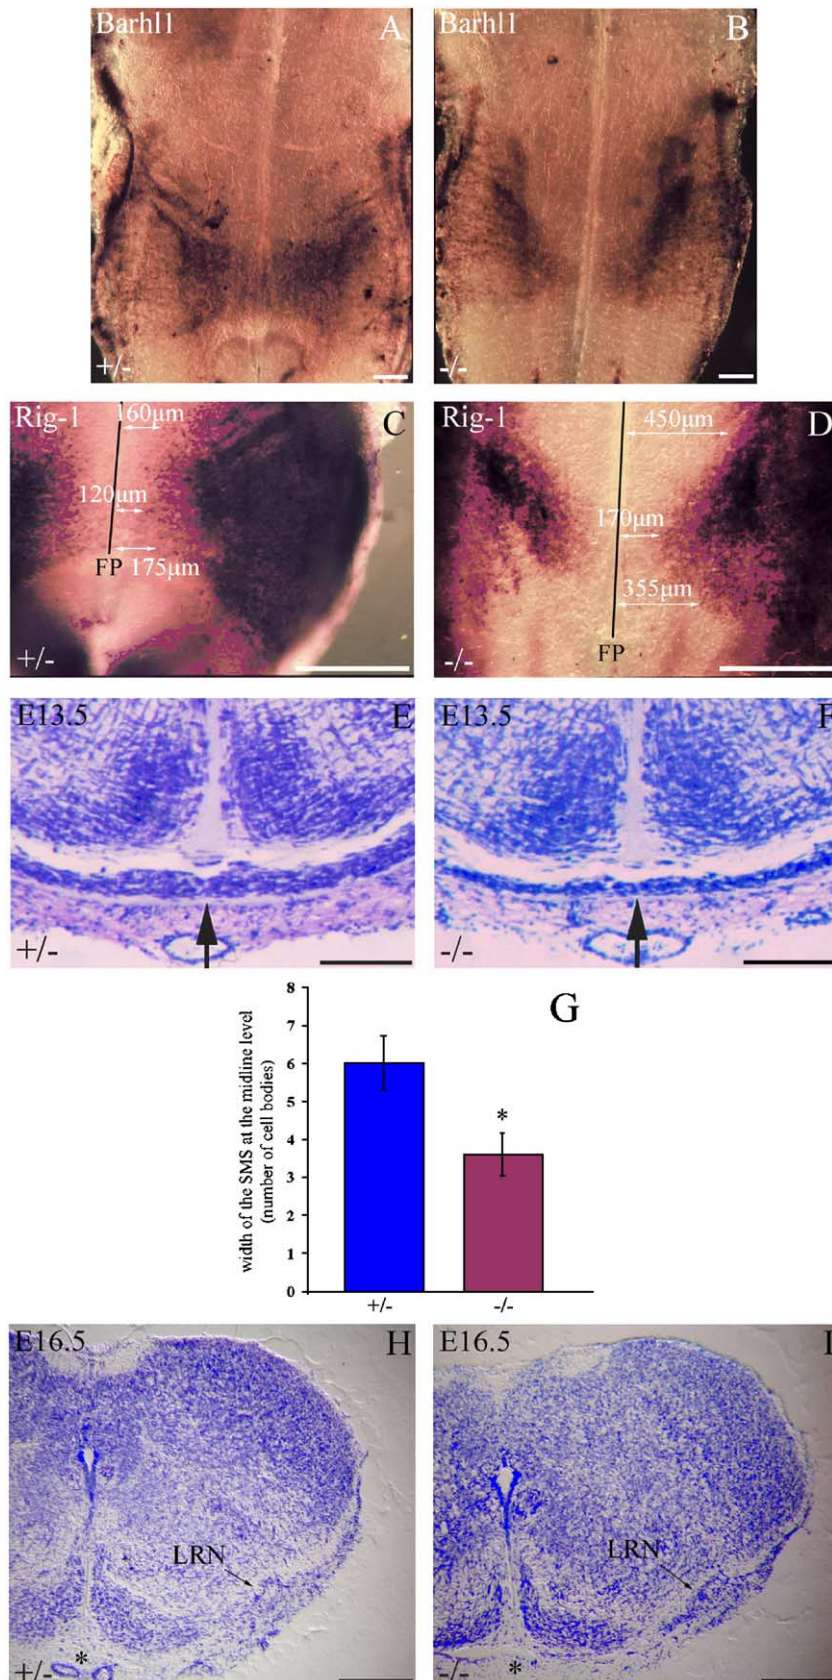 Barhl1
A
+/-
Barhl1
B
-/-
Rig-1
160µm
C
120µm
FP
175µm
+/-
Rig-1
450µm
D
170µm
355µm
-/-
FP
E13.5
E
+/-
E13.5
F
-/-
G
width of the SMS at the midline level
(number of cell bodies)
8
7
6
5
4
3
2
1
0
*
+/-
-/-
E16.5
H
LRN
*
+/-
E16.5
I
LRN
*
-/-